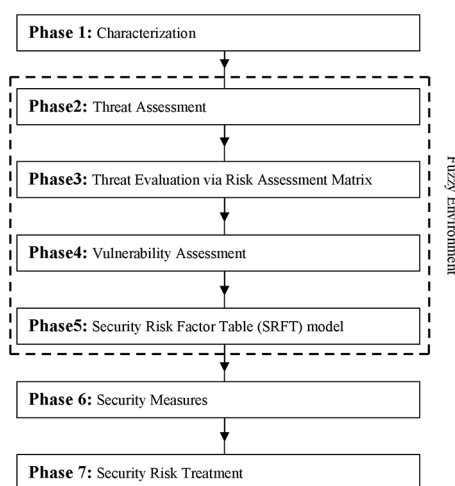 Phase 1: Characterization
Phase2: Threat Assessment
Phase3: Threat Evaluation via Risk Assessment Matrix
Phase4: Vulnerability Assessment
Phase5: Security Risk Factor Table (SRFT) model
Fuzzy Environment
Phase 6: Security Measures
Phase 7: Security Risk Treatment